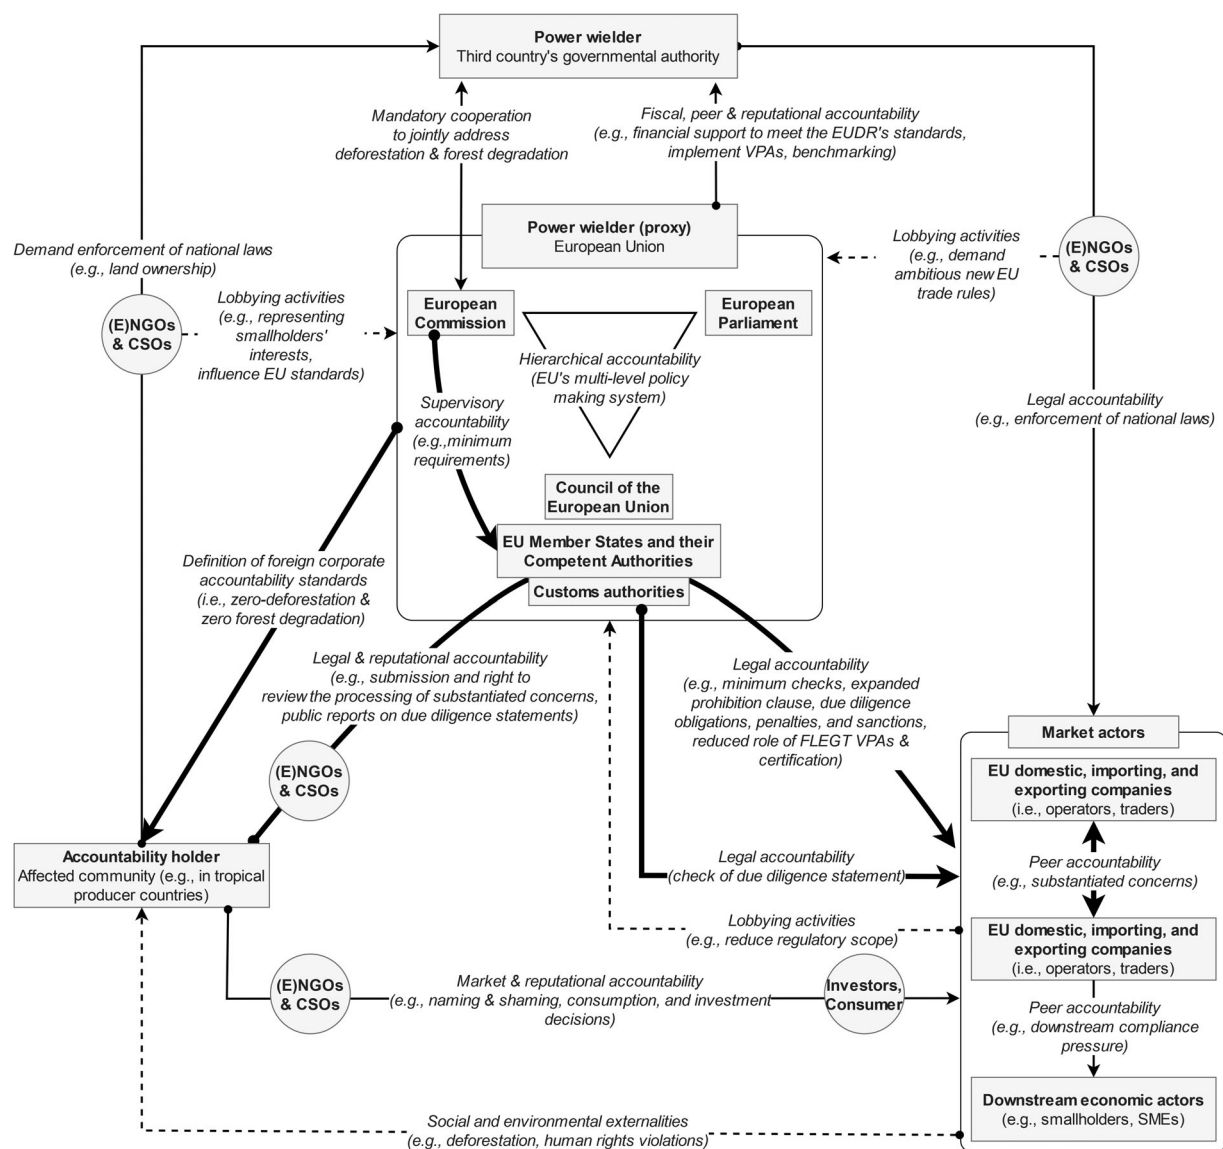 Power wielder
Third country's governmental authority
Mandatory cooperation
to jointly address
deforestation & forest degradation
Fiscal, peer & reputational accountability
(e.g., financial support to meet the EUDR's standards,
implement VPAs, benchmarking)
Power wielder (proxy)
European Union
Demand enforcement of national laws
(e.g., land ownership)
(E)NGOs
& CSOs
Lobbying activities
(e.g., representing
smallholders'
interests,
influence EU standards)
Lobbying activities
(e.g., demand
ambitious new EU
trade rules)
(E)NGOs
& CSOs
European
Commission
European
Parliament
Hierarchical accountability
(EU's multi-level policy
making system)
Supervisory
accountability
(e.g.,minimum
requirements)
Legal accountability
(e.g., enforcement of national laws)
Council of the
European Union
EU Member States and their
Competent Authorities
Customs authorities
Definition of foreign corporate
accountability standards
(i.e., zero-deforestation &
zero forest degradation)
Legal & reputational accountability
(e.g., submission and right to
review the processing of substantiated concerns,
public reports on due diligence statements)
(E)NGOs
& CSOs
Legal accountability
(e.g., minimum checks, expanded
prohibition clause, due diligence
obligations, penalties, and sanctions,
reduced role of FLEGT VPAs &
certification)
Market actors
EU domestic, importing, and
exporting companies
(i.e., operators, traders)
Peer accountability
(e.g., substantiated concerns)
EU domestic, importing, and
exporting companies
(i.e., operators, traders)
Peer accountability
(e.g., downstream compliance
pressure)
Downstream economic actors
(e.g., smallholders, SMEs)
Accountability holder
Affected community (e.g., in tropical
producer countries)
Legal accountability
(check of due diligence statement)
Lobbying activities
(e.g., reduce regulatory scope)
(E)NGOs
& CSOs
Market & reputational accountability
(e.g., naming & shaming, consumption, and investment
decisions)
Investors,
Consumer
Social and environmental externalities
(e.g., deforestation, human rights violations)